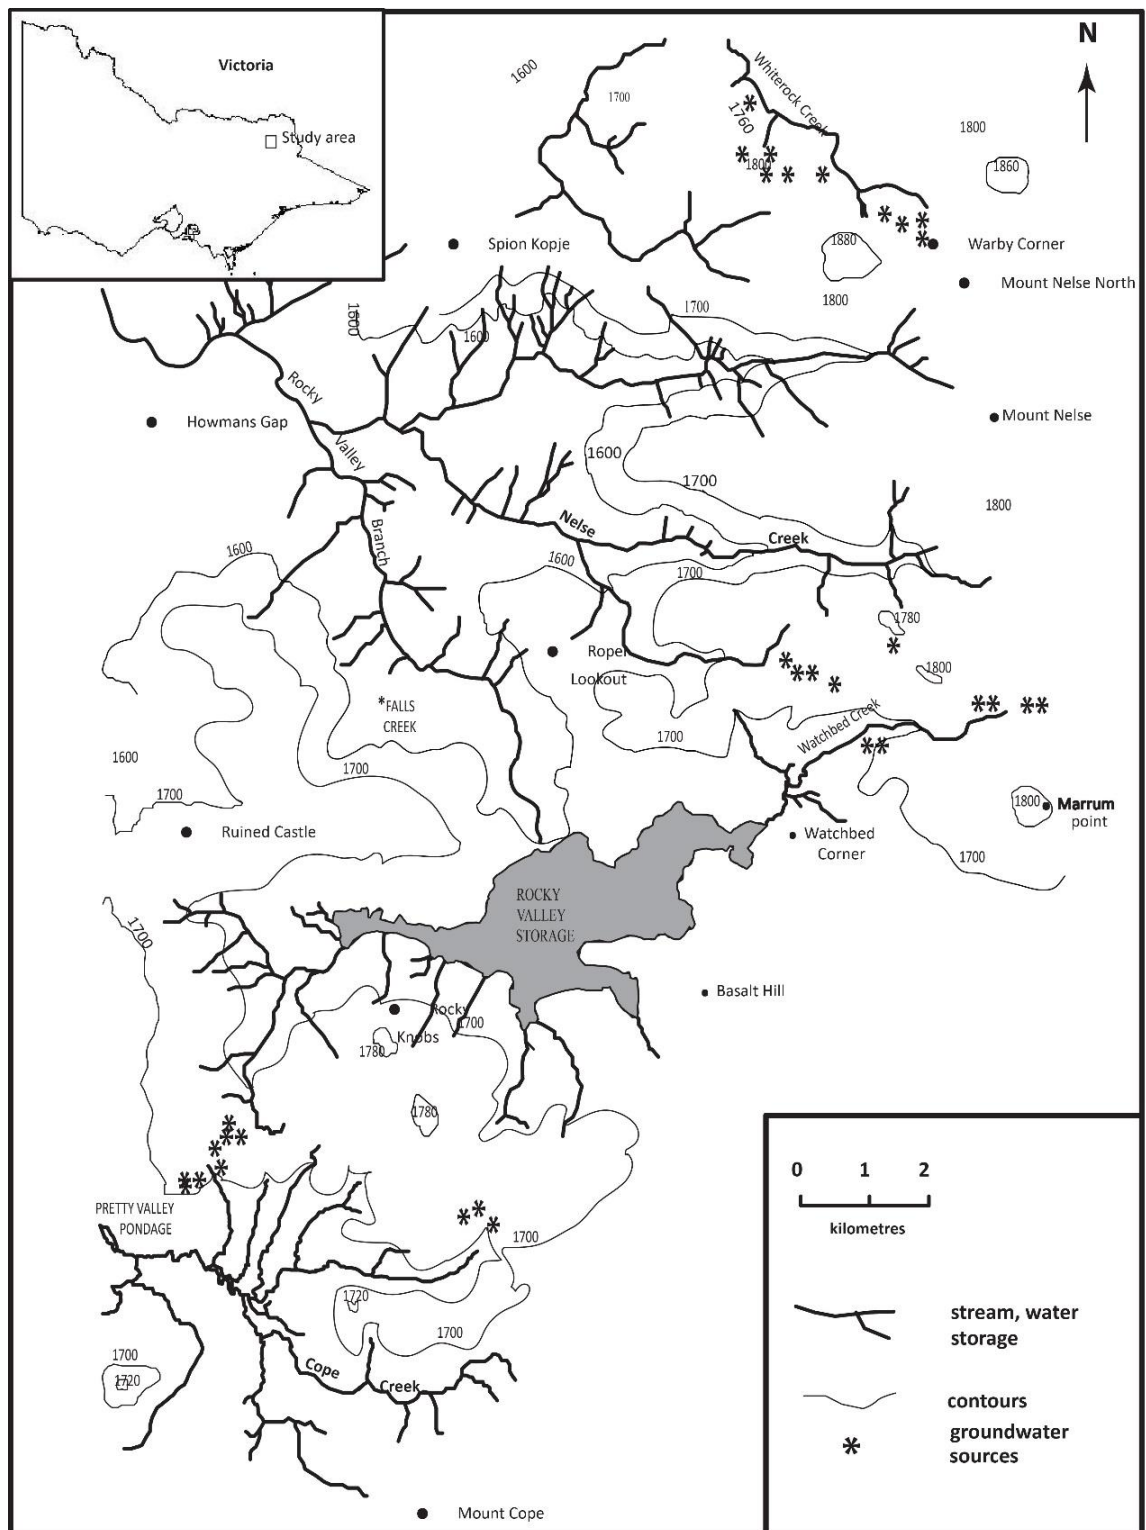 N
Victoria
Study area
Whiterock Creek
1600
1700
1760
1800
1800
1860
1880
1800
Spion Kopje
Warby Corner
Mount Nelse North
1600
1600
1700
Rocky
Valley
Branch
Howmans Gap
Mount Nelse
1600
1700
1800
Nelse
Creek
1600
1600
1700
1780
1800
Roper
Lookout
*FALLS
CREEK
1700
Watchbed Creek
1600
1700
1700
1800
Marrum
point
Ruined Castle
Watchbed
Corner
1700
ROCKY
VALLEY
STORAGE
1700
Basalt Hill
Rocky
Knobs
1700
1780
1780
PRETTY VALLEY
PONDAGE
1700
1720
1700
1700
1720
Cope
Creek
Mount Cope
0 1 2
kilometres
stream, water
storage
contours
groundwater
sources